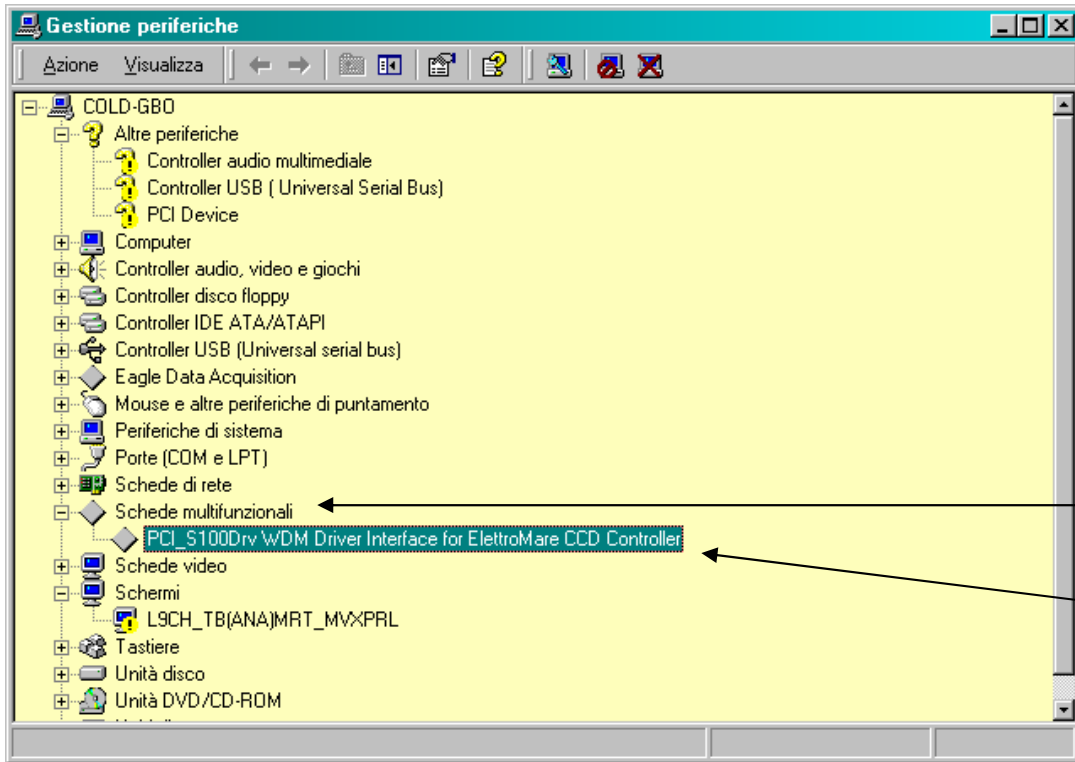 Gestione periferiche
Azione Visualizza
COLD-GBO
Altre periferiche
Controller audio multimediale
Controller USB ( Universal Serial Bus)
PCI Device
Computer
Controller audio, video e giochi
Controller disco floppy
Controller IDE ATA/ATAPI
Controller USB (Universal serial bus)
Eagle Data Acquisition
Mouse e altre periferiche di puntamento
Periferiche di sistema
Porte (COM e LPT)
Schede di rete
Schede multifunzionali
PCI_S100Drv WDM Driver Interface for ElettroMare CCD Controller
Schede video
Schermi
L9CH_TB(ANA)MRT_MVXPRL
Tastiere
Unità disco
Unità DVD/CD-ROM